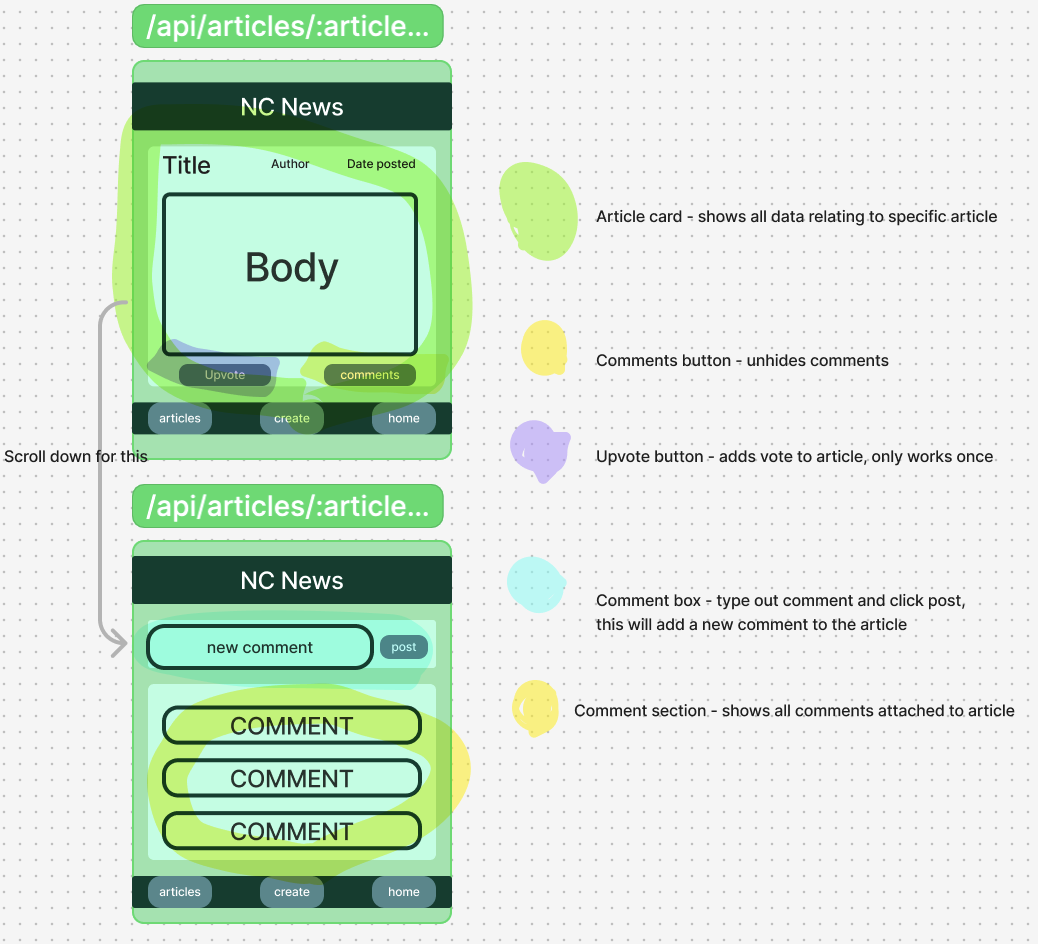 /api/articles/:article...
NC News
Title Author Date posted
Body
Upvote comments
articles create home
Scroll down for this
/api/articles/:article...
NC News
new comment post
COMMENT
COMMENT
COMMENT
articles create home
Article card - shows all data relating to specific article
Comments button - unhides comments
Upvote button - adds vote to article, only works once
Comment box - type out comment and click post,
this will add a new comment to the article
Comment section - shows all comments attached to article